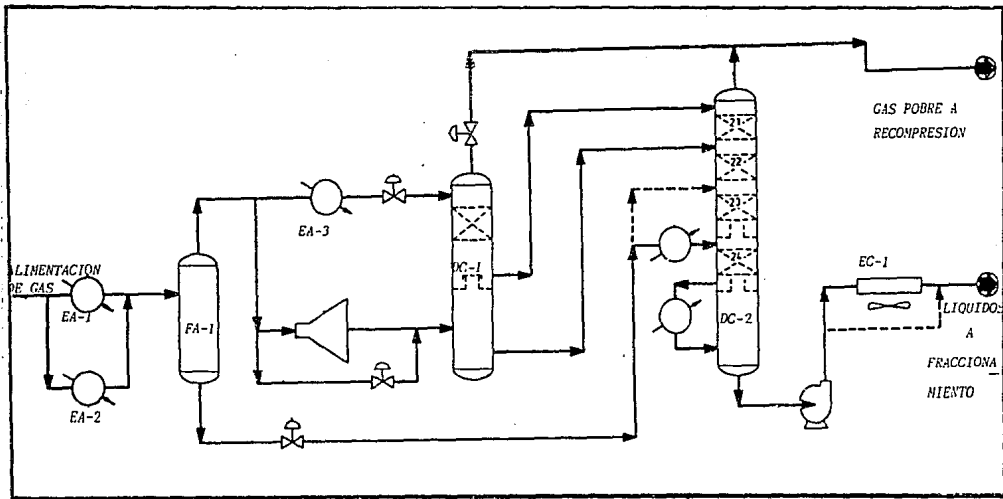 GAS POBRE A
RECOMPRESION
21
22
23
24
EA-3
DC-1
ALIMENTACION
DE GAS
EA-1
FA-1
EA-2
DC-2
EC-1
LIQUIDOS
A
FRACCIONA_
MIENTO